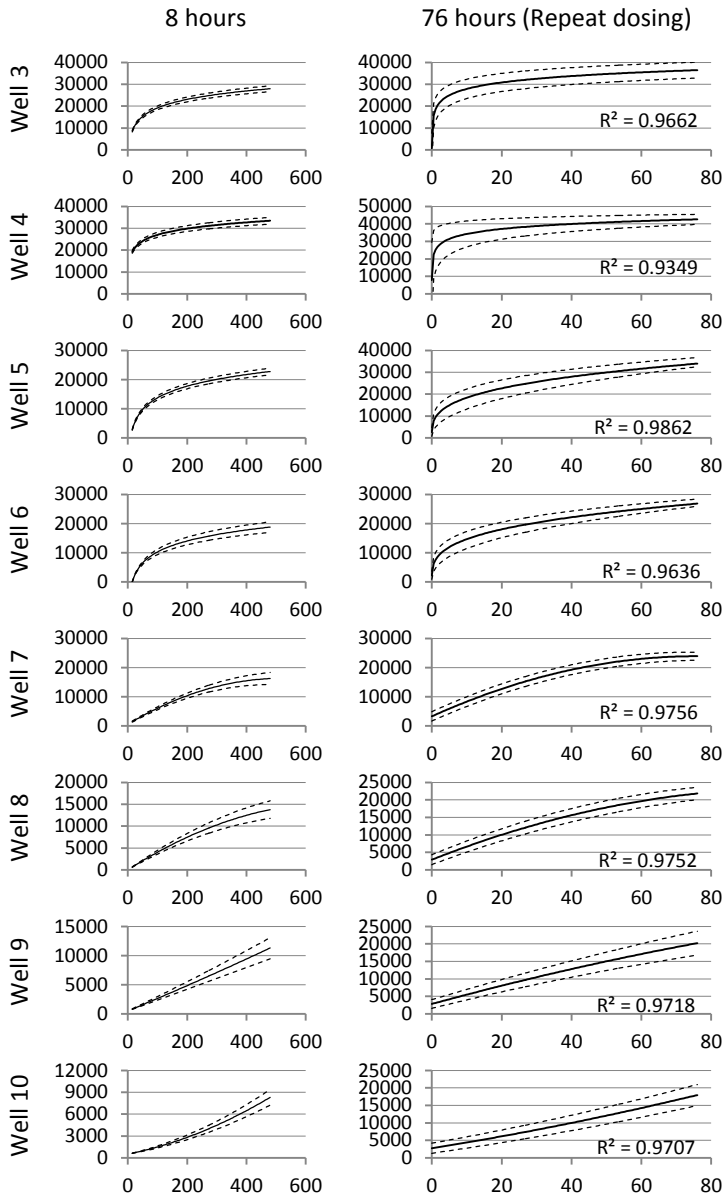 8 hours 76 hours (Repeat dosing)
Well 3
40000 40000
30000 30000
20000 20000
10000 10000
R² = 0.9662
0 0
0 200 400 600 0 20 40 60 80
Well 4
40000 50000
30000 40000
20000 30000
10000 20000
0 10000
R² = 0.9349
0
0 200 400 600 0 20 40 60 80
Well 5
30000 40000
20000 30000
10000 20000
0 10000
R² = 0.9862
0
0 200 400 600 0 20 40 60 80
Well 6
30000 30000
20000 20000
10000 10000
R² = 0.9636
0 0
0 200 400 600 0 20 40 60 80
Well 7
30000 30000
20000 20000
10000 10000
R² = 0.9756
0 0
0 200 400 600 0 20 40 60 80
Well 8
20000 25000
15000 20000
10000 15000
5000 10000
0 5000
R² = 0.9752
0
0 200 400 600 0 20 40 60 80
Well 9
15000 25000
10000 20000
5000 15000
0 10000
5000
R² = 0.9718
0
0 200 400 600 0 20 40 60 80
Well 10
12000 25000
9000 20000
6000 15000
3000 10000
0 5000
R² = 0.9707
0
0 200 400 600 0 20 40 60 80